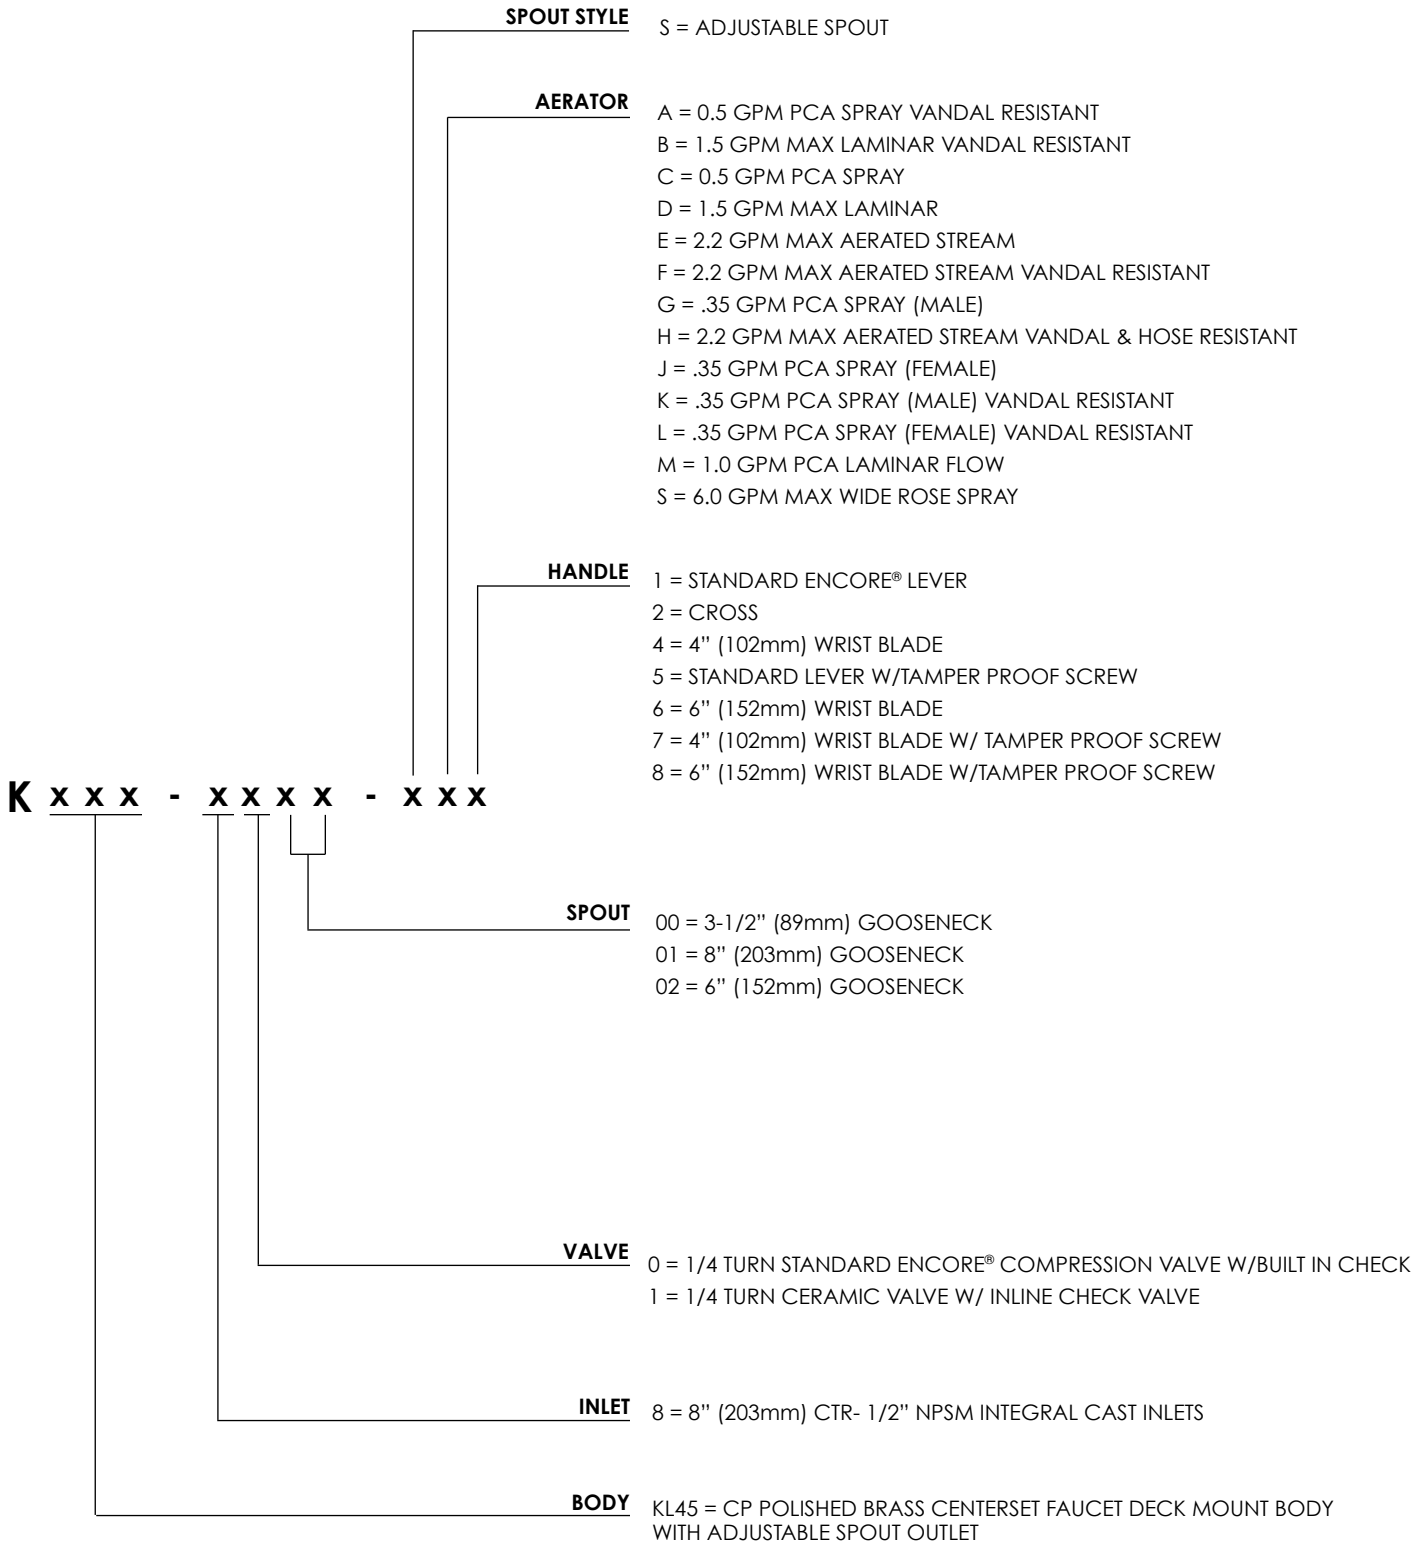 SPOUT STYLE
S = ADJUSTABLE SPOUT
AERATOR
A = 0.5 GPM PCA SPRAY VANDAL RESISTANT
B = 1.5 GPM MAX LAMINAR VANDAL RESISTANT
C = 0.5 GPM PCA SPRAY
D = 1.5 GPM MAX LAMINAR
E = 2.2 GPM MAX AERATED STREAM
F = 2.2 GPM MAX AERATED STREAM VANDAL RESISTANT
G = .35 GPM PCA SPRAY (MALE)
H = 2.2 GPM MAX AERATED STREAM VANDAL & HOSE RESISTANT
J = .35 GPM PCA SPRAY (FEMALE)
K = .35 GPM PCA SPRAY (MALE) VANDAL RESISTANT
L = .35 GPM PCA SPRAY (FEMALE) VANDAL RESISTANT
M = 1.0 GPM PCA LAMINAR FLOW
S = 6.0 GPM MAX WIDE ROSE SPRAY
HANDLE
1 = STANDARD ENCORE® LEVER
2 = CROSS
4 = 4” (102mm) WRIST BLADE
5 = STANDARD LEVER W/TAMPER PROOF SCREW
6 = 6” (152mm) WRIST BLADE
7 = 4” (102mm) WRIST BLADE W/ TAMPER PROOF SCREW
8 = 6” (152mm) WRIST BLADE W/TAMPER PROOF SCREW
K x x x - x x x x - x x x
SPOUT
00 = 3-1/2” (89mm) GOOSENECK
01 = 8” (203mm) GOOSENECK
02 = 6” (152mm) GOOSENECK
VALVE
0 = 1/4 TURN STANDARD ENCORE® COMPRESSION VALVE W/BUILT IN CHECK
1 = 1/4 TURN CERAMIC VALVE W/ INLINE CHECK VALVE
INLET
8 = 8” (203mm) CTR- 1/2” NPSM INTEGRAL CAST INLETS
BODY
KL45 = CP POLISHED BRASS CENTERSET FAUCET DECK MOUNT BODY
WITH ADJUSTABLE SPOUT OUTLET